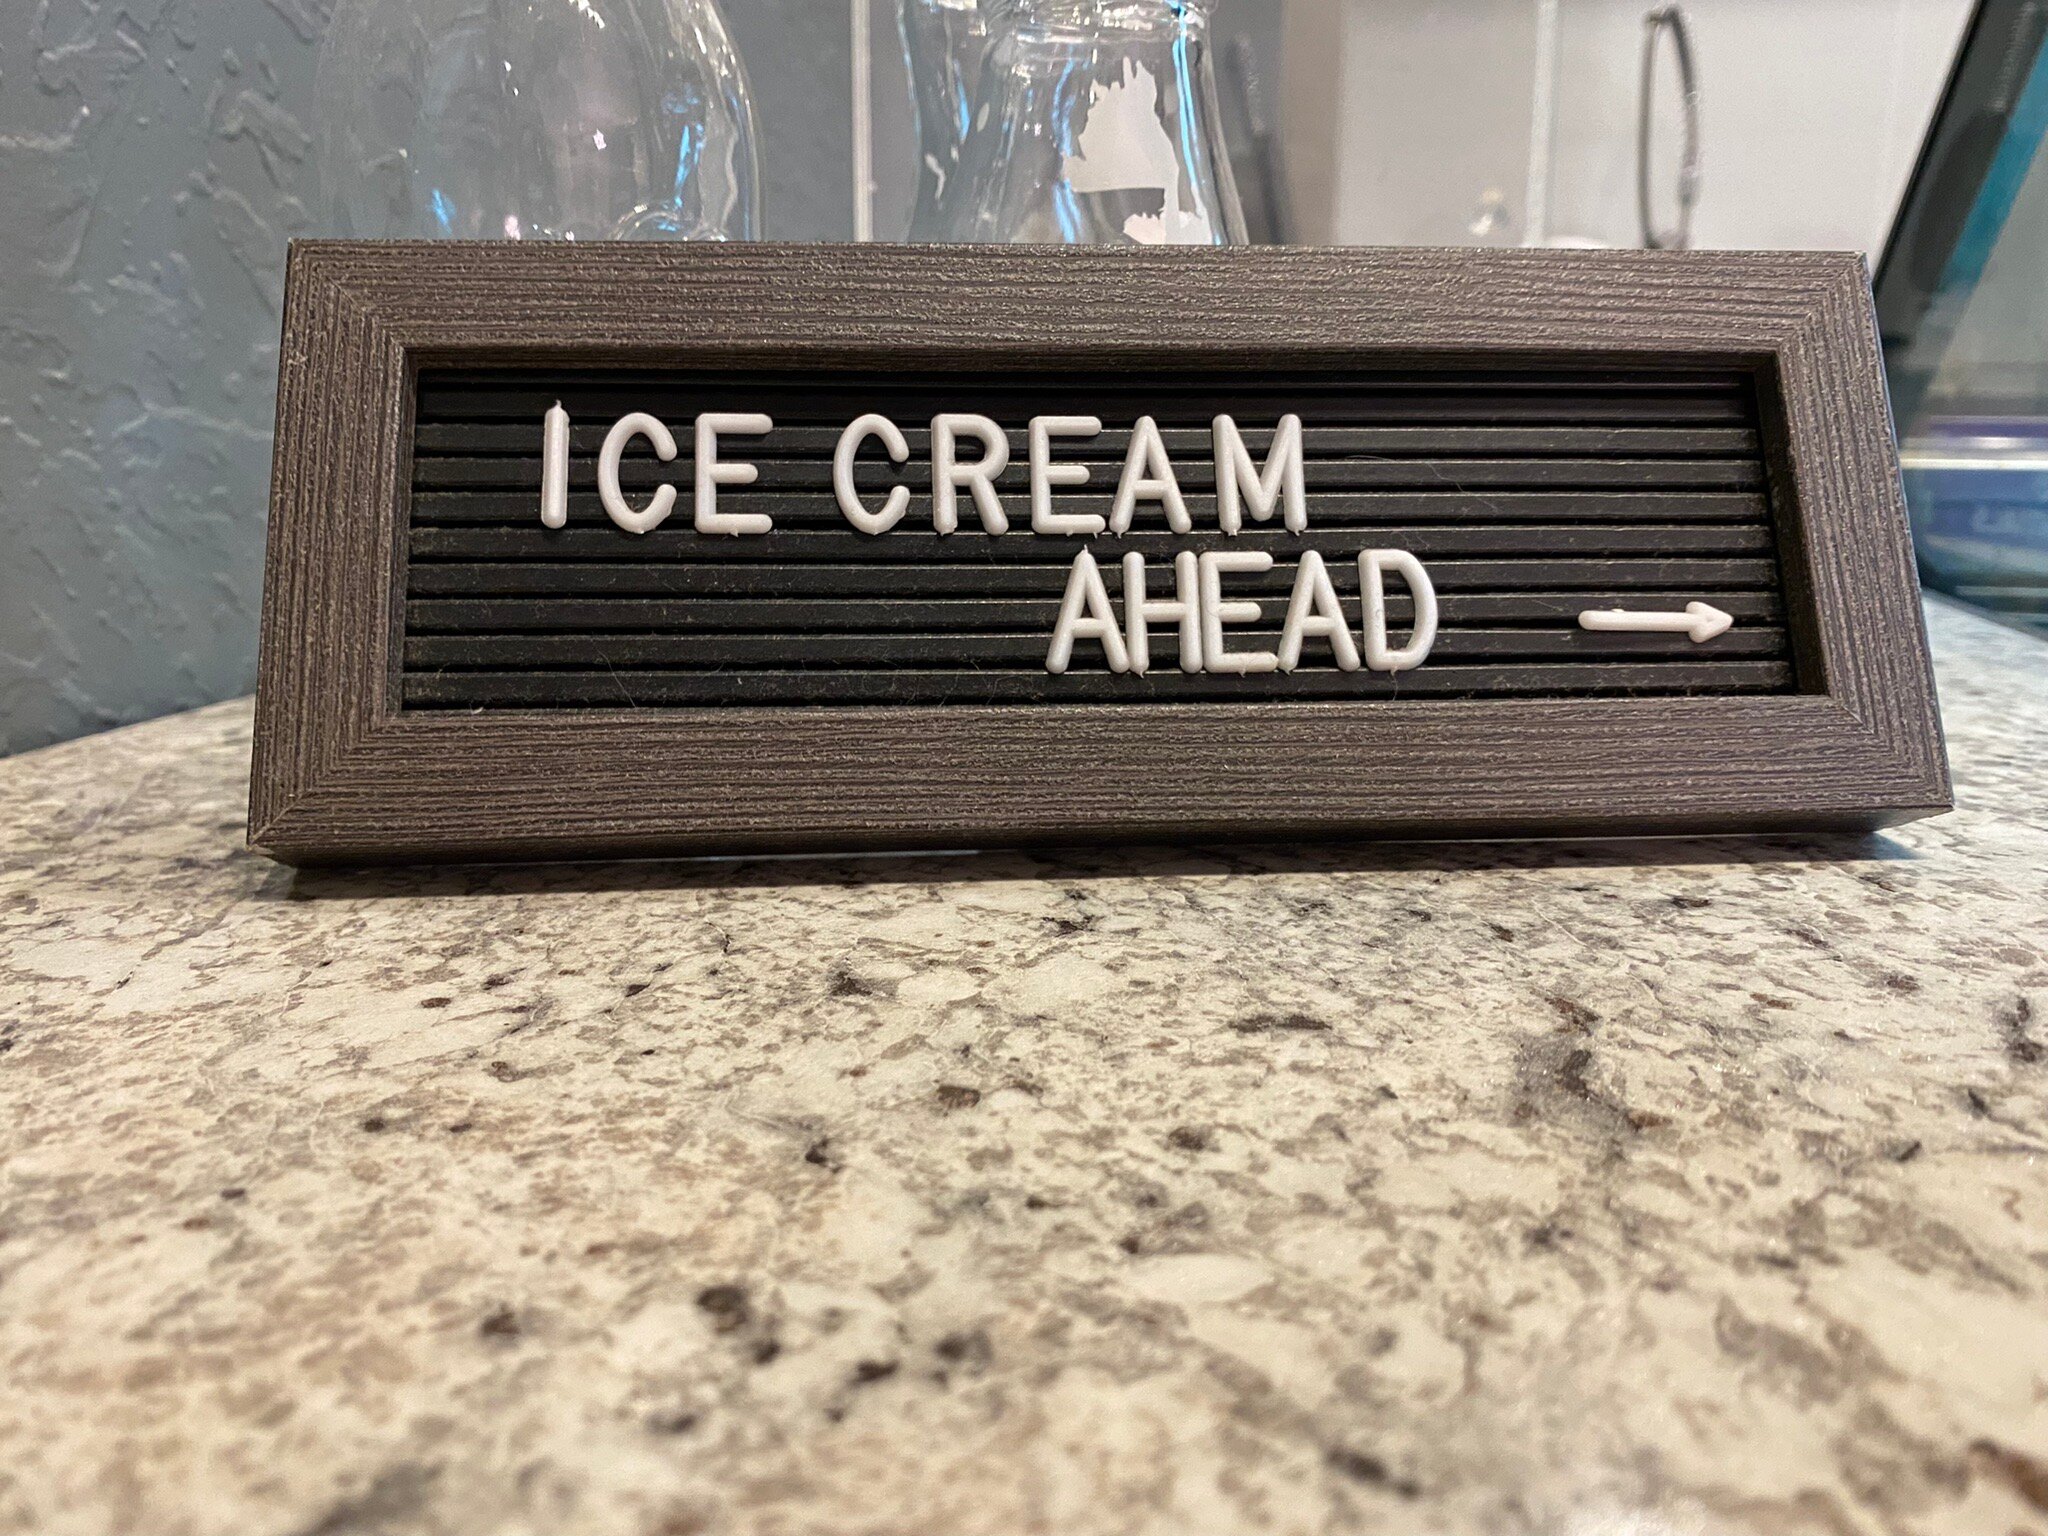 ICE CREAM
AHEAD →